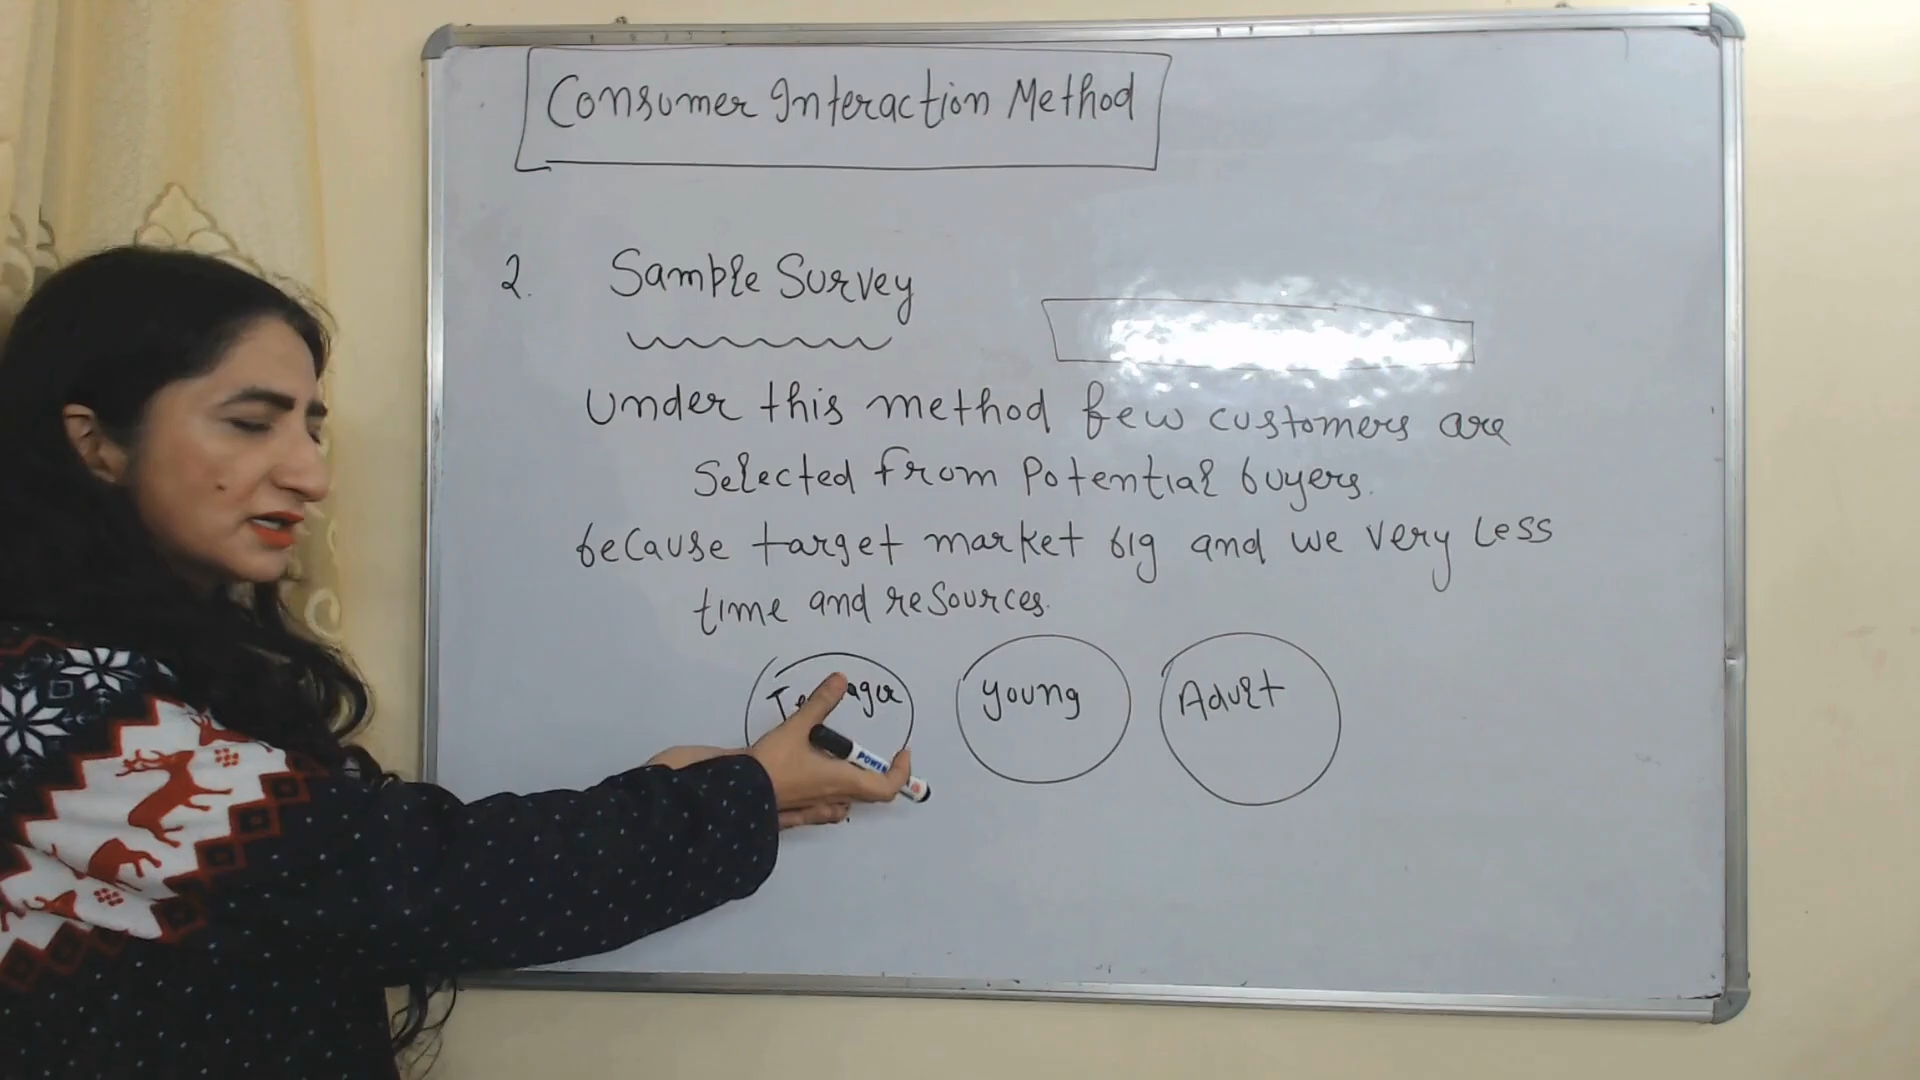 Consumer Interaction Method
2. Sample Survey
Under this method few customers are
Selected from Potential buyers.
because target market big and we very Less
time and resources.
young
Adult
POWER